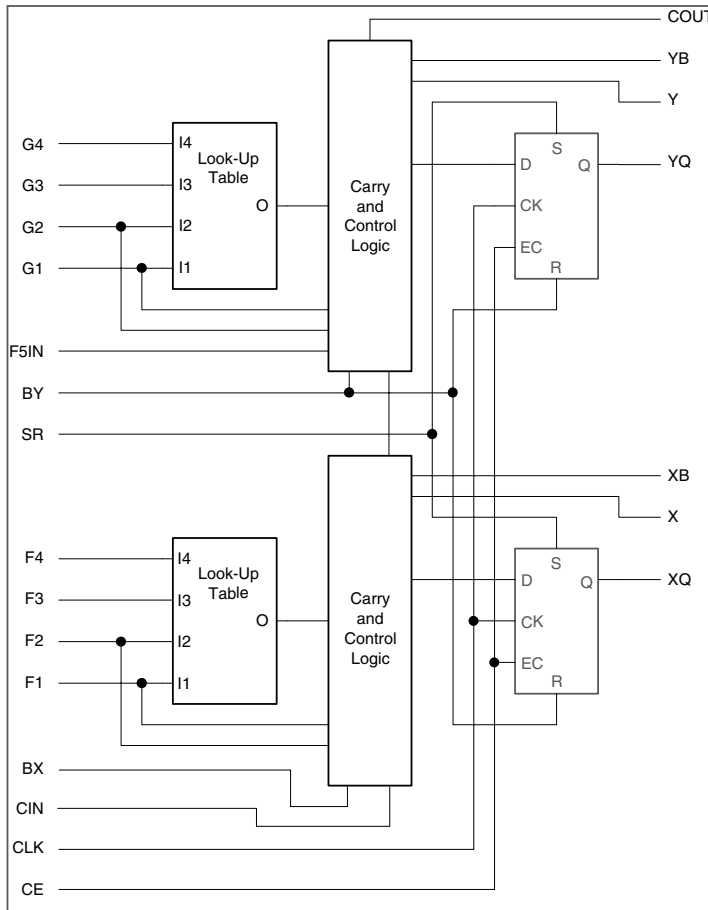 COUT
YB
Y
G4
I4
Look-Up
Table
S
G3
I3
D
Q
YQ
Carry
and
Control
Logic
O
CK
G2
I2
EC
G1
I1
R
F5IN
BY
SR
XB
X
F4
I4
Look-Up
Table
S
F3
I3
D
Q
XQ
Carry
and
Control
Logic
O
CK
F2
I2
EC
F1
I1
R
BX
CIN
CLK
CE